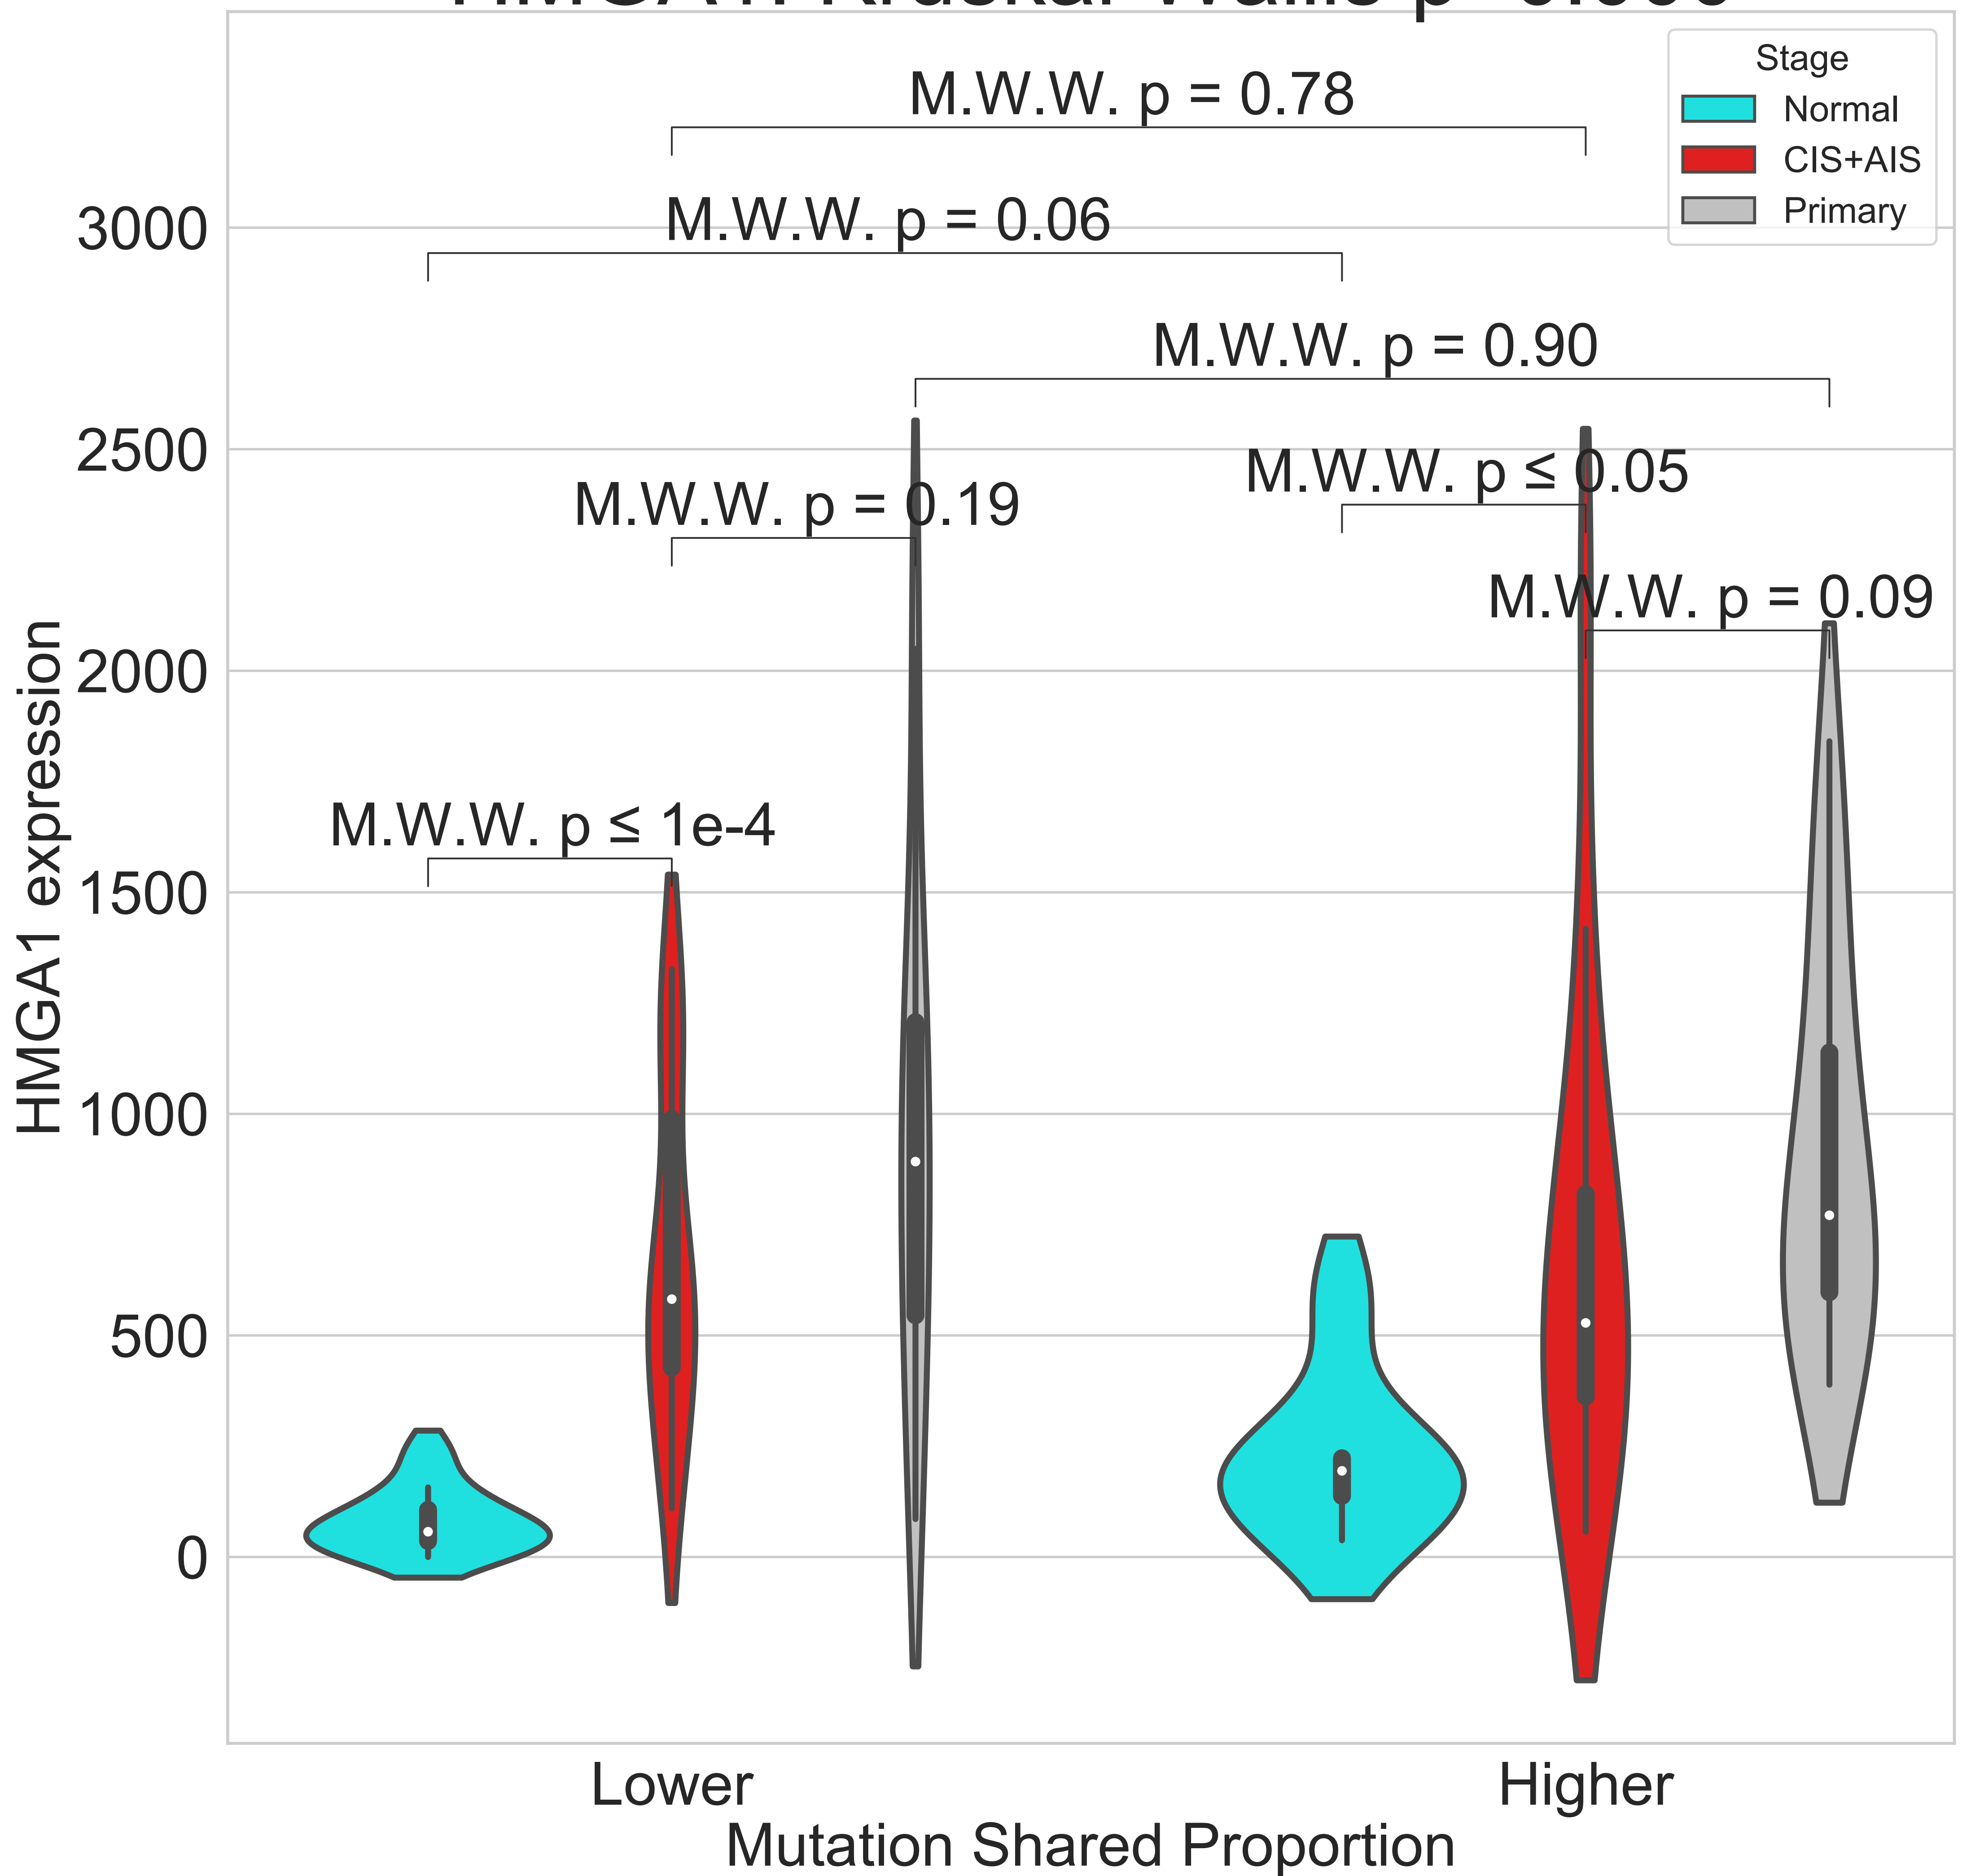 Stage
Normal
CIS+AIS
Primary
M.W.W. p = 0.78
M.W.W. p = 0.06
M.W.W. p = 0.90
M.W.W. p ≤ 0.05
M.W.W. p = 0.19
M.W.W. p = 0.09
M.W.W. p ≤ 1e-4
3000
2500
2000
1500
1000
500
0
HMGA1 expression
Lower
Higher
Mutation Shared Proportion